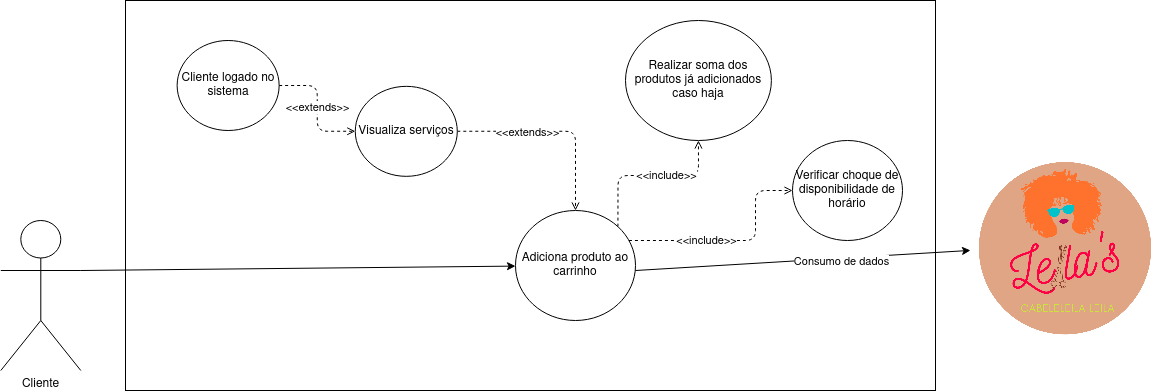 Cliente logado no
sistema
<<extends>>
Visualiza serviços
<<extends>>
Realizar soma dos
produtos já adicionados
caso haja
<<include>>
Verificar choque de
disponibilidade de
horário
<<include>>
Adiciona produto ao
carrinho
Consumo de dados
Leila's
CABELELEILA LEILA
Cliente